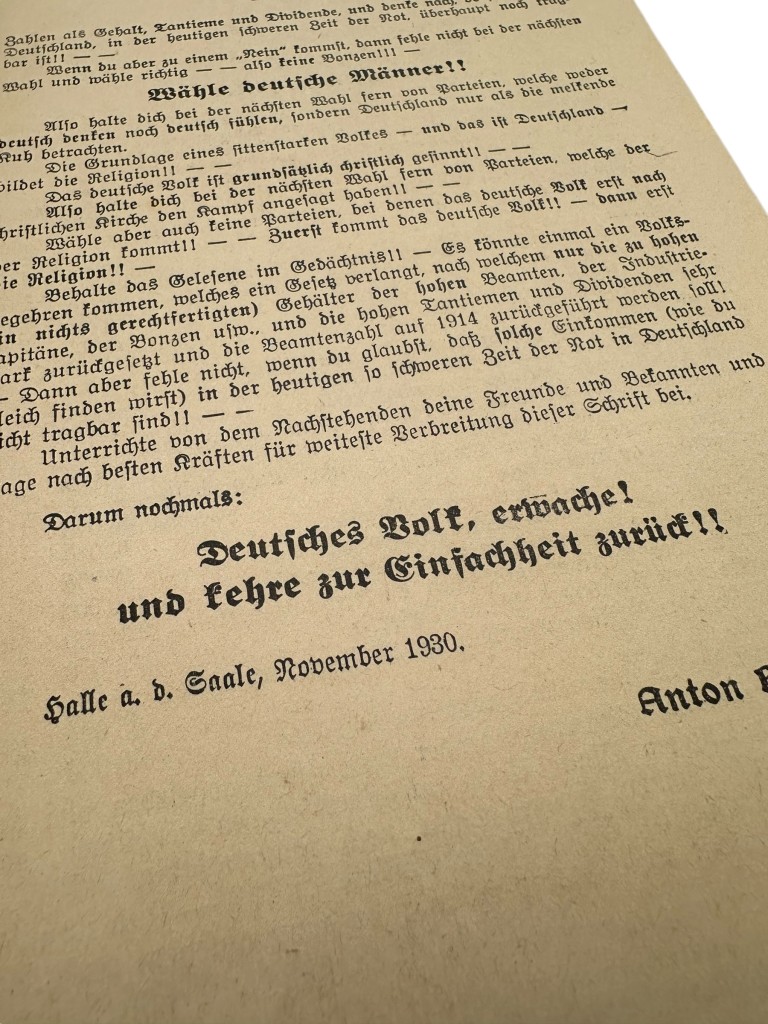 Zahlen als Gehalt, Tantieme und Dividende, und denke nach,
Deutschland, in der heutigen schweren Zeit der Not, überhaupt noch trag-
bar ist!! — —
Wenn du aber zu einem „Nein“ kommst, dann fehle nicht bei der nächsten
Wahl und wähle richtig — — also keine Bonzen!!! —
Wähle deutsche Männer!!
Also halte dich bei der nächsten Wahl fern von Parteien, welche weder
deutsch denken noch deutsch fühlen, sondern Deutschland nur als die melkende
Kuh betrachten.
Die Grundlage eines sittenstarken Volkes — und das ist Deutschland —
bildet die Religion!! — —
Das deutsche Volk ist grundsätzlich christlich gesinnt!! — —
Also halte dich bei der nächsten Wahl fern von Parteien, welche der
hristlichen Kirche den Kampf angesagt haben!! — —
Wähle aber auch keine Parteien, bei denen das deutsche Volk erst nach
er Religion kommt!! — — Zuerst kommt das deutsche Volk!! — dann erst
ie Religion!! —
Behalte das Gelesene im Gedächtnis!! — Es könnte einmal ein Volks-
egehren kommen, welches ein Gesetz verlangt, nach welchem nur die zu hohen
in nichts gerechtfertigten) Gehälter der hohen Beamten, der Industrie-
apitäne, der Bonzen usw., und die hohen Tantiemen und Dividenden sehr
ark zurückgesetzt und die Beamtenzahl auf 1914 zurückgeführt werden soll!
— Dann aber fehle nicht, wenn du glaubst, daß solche Einkommen (wie du
leich finden wirst) in der heutigen so schweren Zeit der Not in Deutschland
icht tragbar sind!! — —
Unterrichte von dem Nachstehenden deine Freunde und Bekannten und
age nach besten Kräften für weiteste Verbreitung dieser Schrift bei.
Darum nochmals:
Deutsches Volk, erwache!
und kehre zur Einfachheit zurück!!
Halle a. d. Saale, November 1930.
Anton